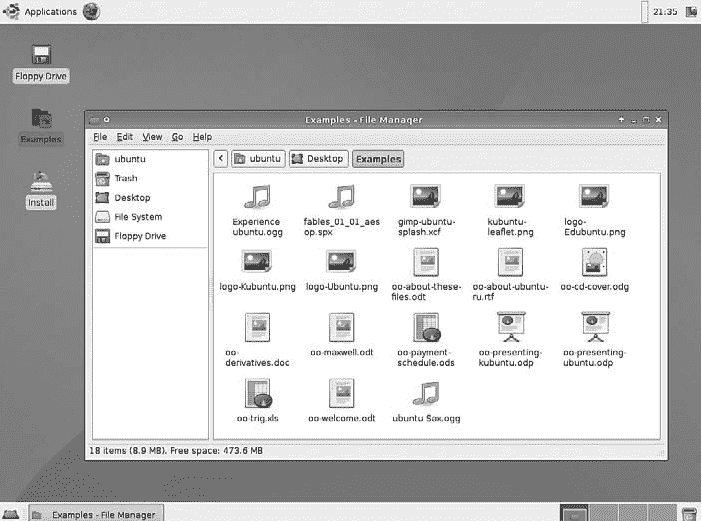 Applications
21:35
Floppy Drive
Examples
Install
Examples - File Manager
File Edit View Go Help
ubuntu
Trash
Desktop
File System
Floppy Drive
ubuntu Desktop Examples
Experience
ubuntu.ogg
fables_01_01_aes
op.spx
gimp-ubuntu-
splash.xcf
kubuntu-
leaflet.png
logo-
Edubuntu.png
logo-Kubuntu.png
logo-Ubuntu.png
oo-about-these-
files.odt
oo-about-ubuntu-
ru.rtf
oo-cd-cover.odg
oo-
derivatives.doc
oo-maxwell.odt
oo-payment-
schedule.ods
oo-presenting-
kubuntu.odp
oo-presenting-
ubuntu.odp
oo-trig.xls
oo-welcome.odt
ubuntu Sax.ogg
18 items (8.9 MB), Free space: 473.6 MB
Examples - File Manager